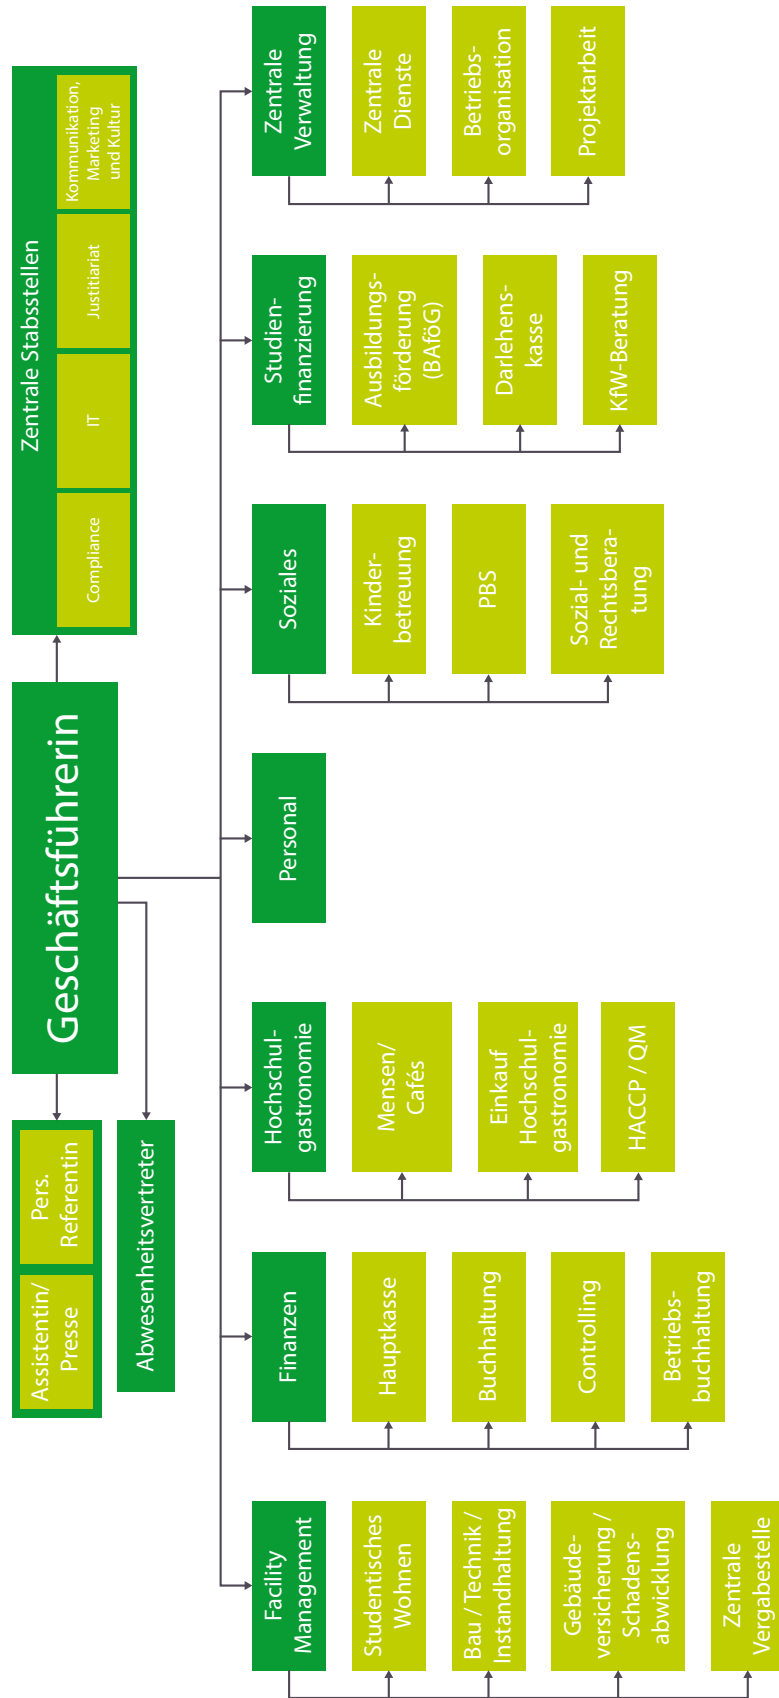 Assistentin/
Presse
Pers.
Referentin
Geschäftsführerin
Zentrale Stabsstellen
Compliance
IT
Justitiariat
Kommunikation,
Marketing
und Kultur
Abwesenheitsvertreter
Facility
Management
Studentisches
Wohnen
Bau / Technik /
Instandhaltung
Gebäude-
versicherung /
Schadens-
abwicklung
Zentrale
Vergabestelle
Finanzen
Hauptkasse
Buchhaltung
Controlling
Betriebs-
buchhaltung
Hochschul-
gastronomie
Mensen/
Cafés
Einkauf
Hochschul-
gastronomie
HACCP / QM
Personal
Soziales
Kinder-
betreuung
PBS
Sozial- und
Rechtsbera-
tung
Studien-
finanzierung
Ausbildungs-
förderung
(BAföG)
Darlehens-
kasse
KfW-Beratung
Zentrale
Verwaltung
Zentrale
Dienste
Betriebs-
organisation
Projektarbeit